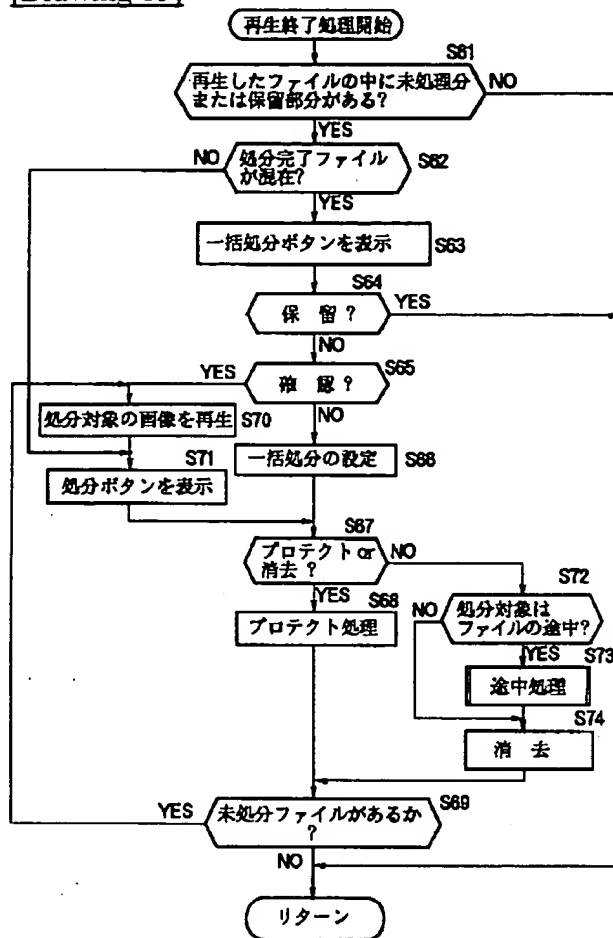 再生終了処理開始
S61
再生したファイルの中に未処理分
または保留部分がある?
NO
YES
NO
処分完了ファイル
が混在?
S62
YES
一括処分ボタンを表示
S63
S64
保 留 ?
YES
NO
YES
確 認 ?
S65
NO
処分対象の画像を再生
S70
一括処分の設定
S66
S71
処分ボタンを表示
S67
プロテクト or
消去 ?
NO
YES
S68
プロテクト処理
S72
NO
処分対象は
ファイルの途中?
YES
S73
途中処理
S74
消 去
YES
未処分ファイルがあるか
?
S69
NO
リターン